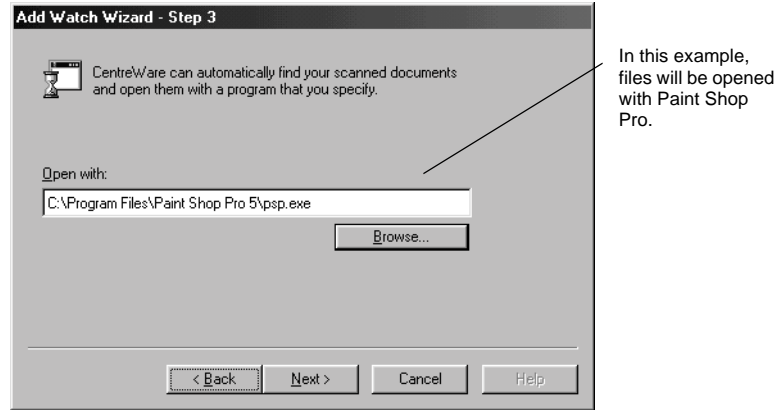 Add Watch Wizard - Step 3
CentreWare can automatically find your scanned documents
and open them with a program that you specify.
Open with:
C:\Program Files\Paint Shop Pro 5\psp.exe
Browse...
< Back
Next >
Cancel
Help
In this example,
files will be opened
with Paint Shop
Pro.